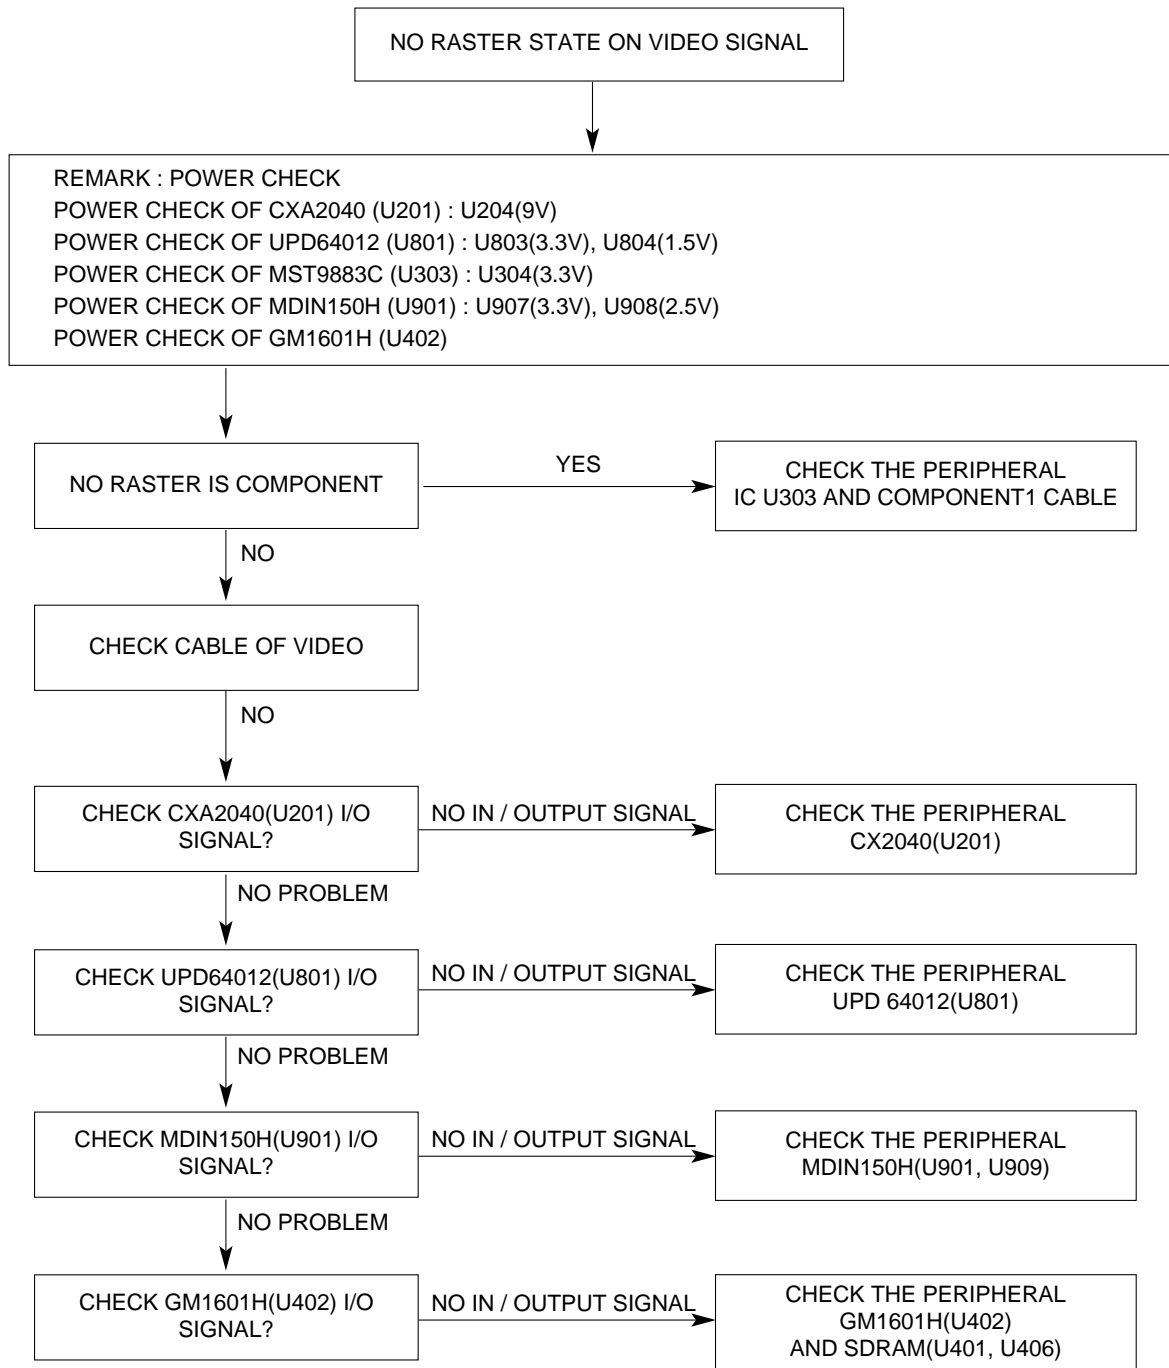 NO RASTER STATE ON VIDEO SIGNAL
REMARK : POWER CHECK
POWER CHECK OF CXA2040 (U201) : U204(9V)
POWER CHECK OF UPD64012 (U801) : U803(3.3V), U804(1.5V)
POWER CHECK OF MST9883C (U303) : U304(3.3V)
POWER CHECK OF MDIN150H (U901) : U907(3.3V), U908(2.5V)
POWER CHECK OF GM1601H (U402)
NO RASTER IS COMPONENT
YES
CHECK THE PERIPHERAL
IC U303 AND COMPONENT1 CABLE
NO
CHECK CABLE OF VIDEO
NO
CHECK CXA2040(U201) I/O
SIGNAL?
NO IN / OUTPUT SIGNAL
CHECK THE PERIPHERAL
CX2040(U201)
NO PROBLEM
CHECK UPD64012(U801) I/O
SIGNAL?
NO IN / OUTPUT SIGNAL
CHECK THE PERIPHERAL
UPD 64012(U801)
NO PROBLEM
CHECK MDIN150H(U901) I/O
SIGNAL?
NO IN / OUTPUT SIGNAL
CHECK THE PERIPHERAL
MDIN150H(U901, U909)
NO PROBLEM
CHECK GM1601H(U402) I/O
SIGNAL?
NO IN / OUTPUT SIGNAL
CHECK THE PERIPHERAL
GM1601H(U402)
AND SDRAM(U401, U406)